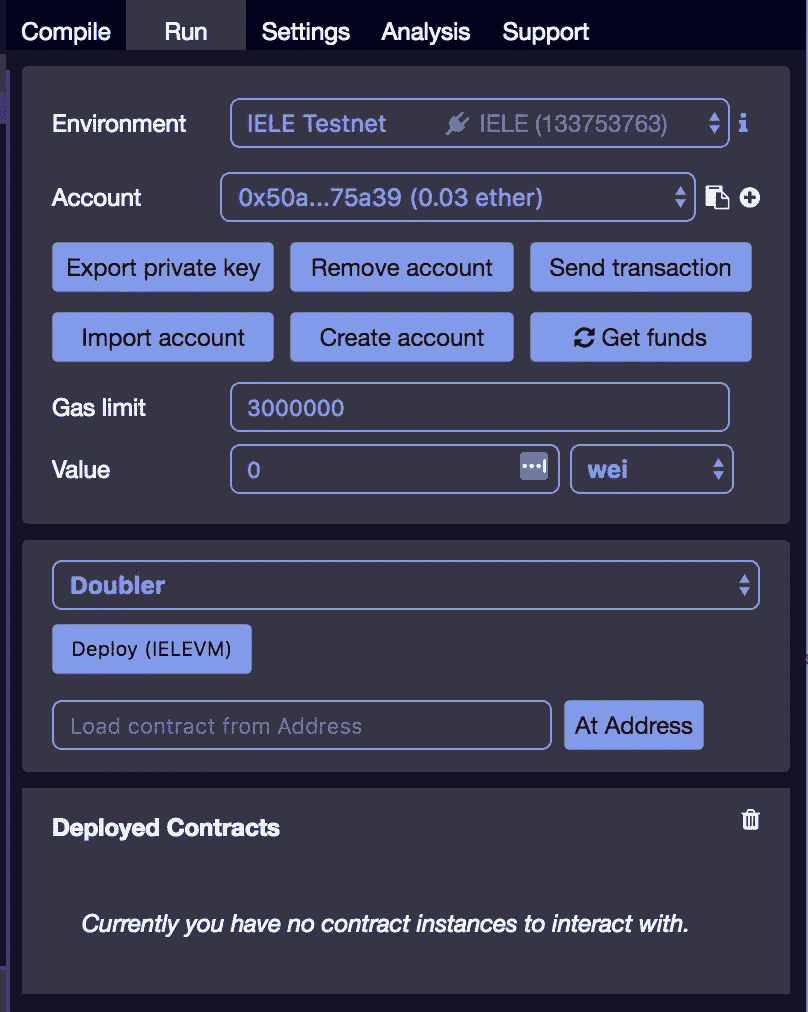 Compile Run Settings Analysis Support
Environment IELE Testnet IELE (133753763)
Account 0x50a...75a39 (0.03 ether)
Export private key Remove account Send transaction
Import account Create account Get funds
Gas limit 3000000
Value 0 wei
Doubler
Deploy (IELEVM)
Load contract from Address At Address
Deployed Contracts
Currently you have no contract instances to interact with.